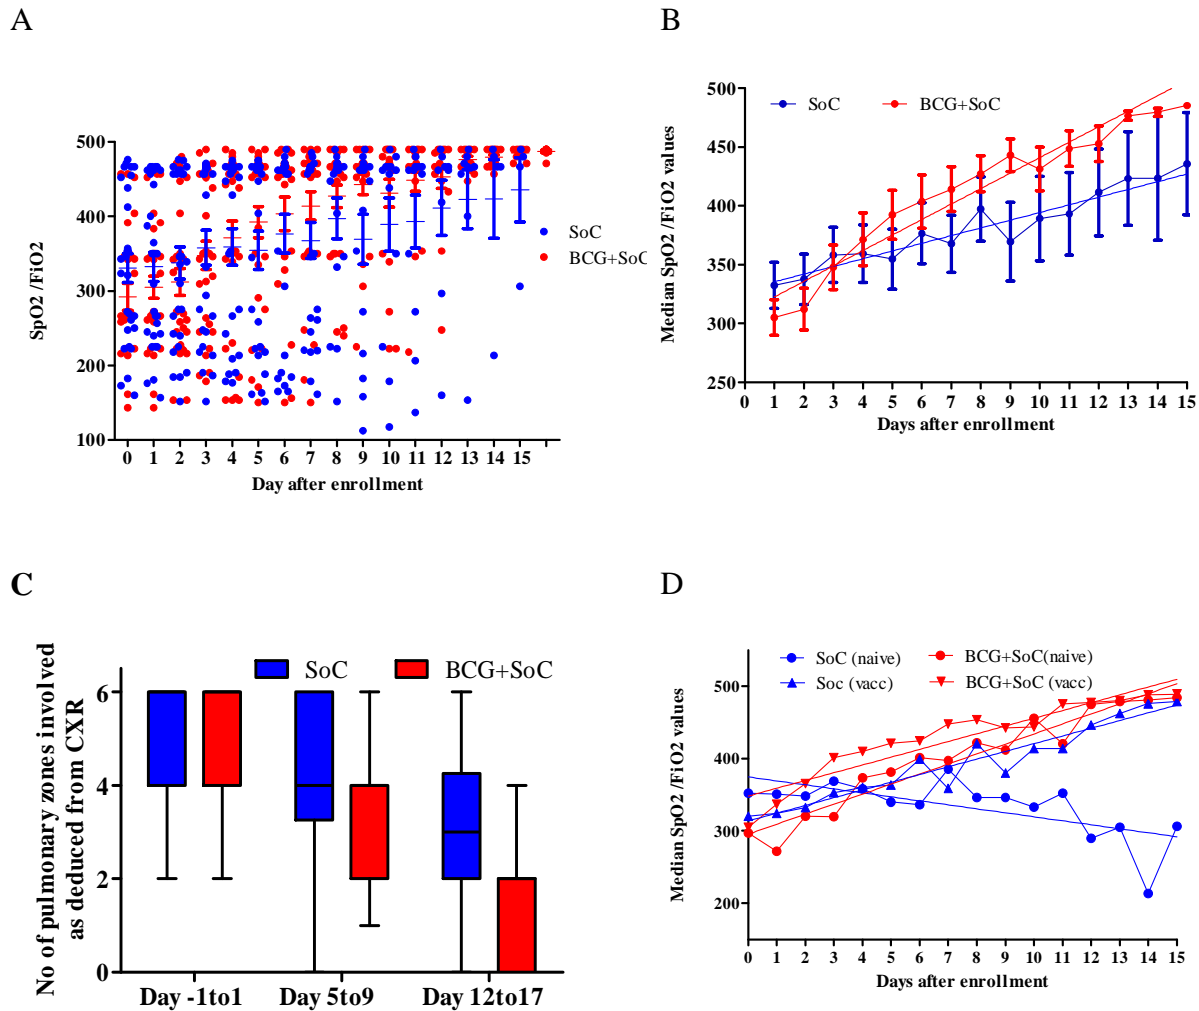 A
500
400
300
200
100
SpO2 /FiO2
0 1 2 3 4 5 6 7 8 9 10 11 12 13 14 15
Day after enrollment
SoC
BCG+SoC
B
500
450
400
350
300
250
Median SpO2 /FiO2 values
SoC
BCG+SoC
0 1 2 3 4 5 6 7 8 9 10 11 12 13 14 15
Days after enrollment
C
No of pulmonary zones involved
as deduced from CXR
SoC
BCG+SoC
6
4
2
0
Day -1to1
Day 5to9
Day 12to17
D
SoC (naive)
BCG+SoC(naive)
Soc (vacc)
BCG+SoC (vacc)
500
400
300
200
Median SpO2 /FiO2 values
0 1 2 3 4 5 6 7 8 9 10 11 12 13 14 15
Days after enrollment